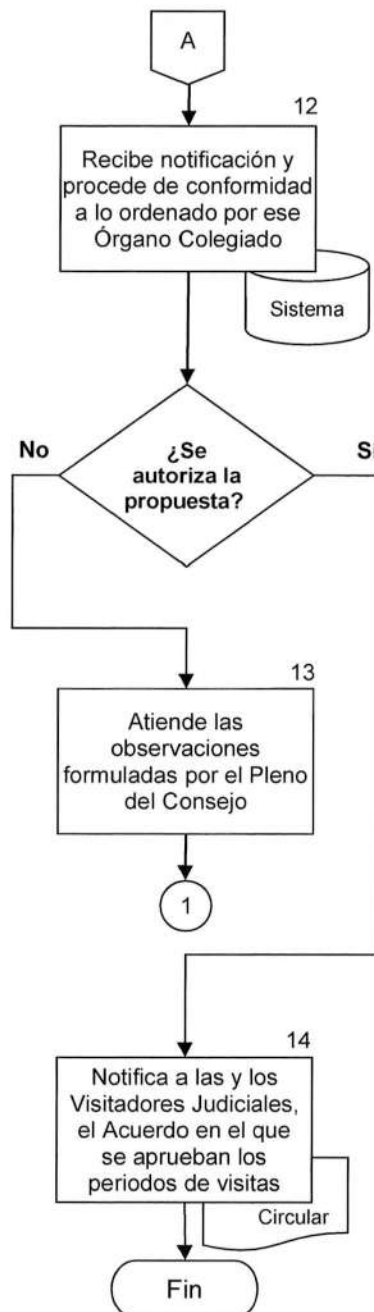 A
12
Recibe notificación y
procede de conformidad
a lo ordenado por ese
Órgano Colegiado
Sistema
No
¿Se
autoriza la
propuesta?
13
Atiende las
observaciones
formuladas por el Pleno
del Consejo
1
14
Notifica a las y los
Visitadores Judiciales,
el Acuerdo en el que
se aprueban los
periodos de visitas
Circular
Fin